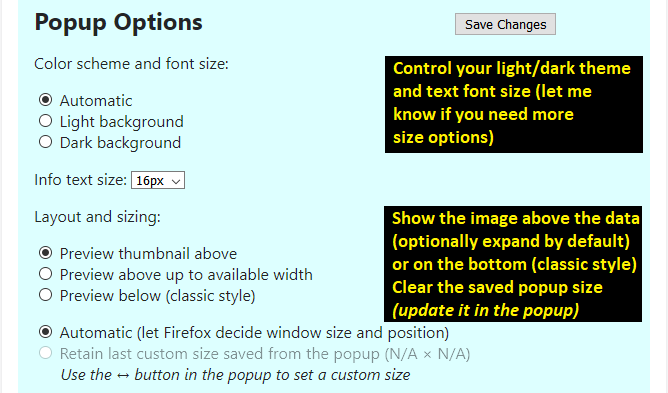 Popup Options
Save Changes
Color scheme and font size:
Automatic
Light background
Dark background
Control your light/dark theme
and text font size (let me
know if you need more
size options)
Info text size: 16px
Layout and sizing:
Preview thumbnail above
Preview above up to available width
Preview below (classic style)
Show the image above the data
(optionally expand by default)
or on the bottom (classic style)
Clear the saved popup size
(update it in the popup)
Automatic (let Firefox decide window size and position)
Retain last custom size saved from the popup (N/A × N/A)
Use the ↔ button in the popup to set a custom size